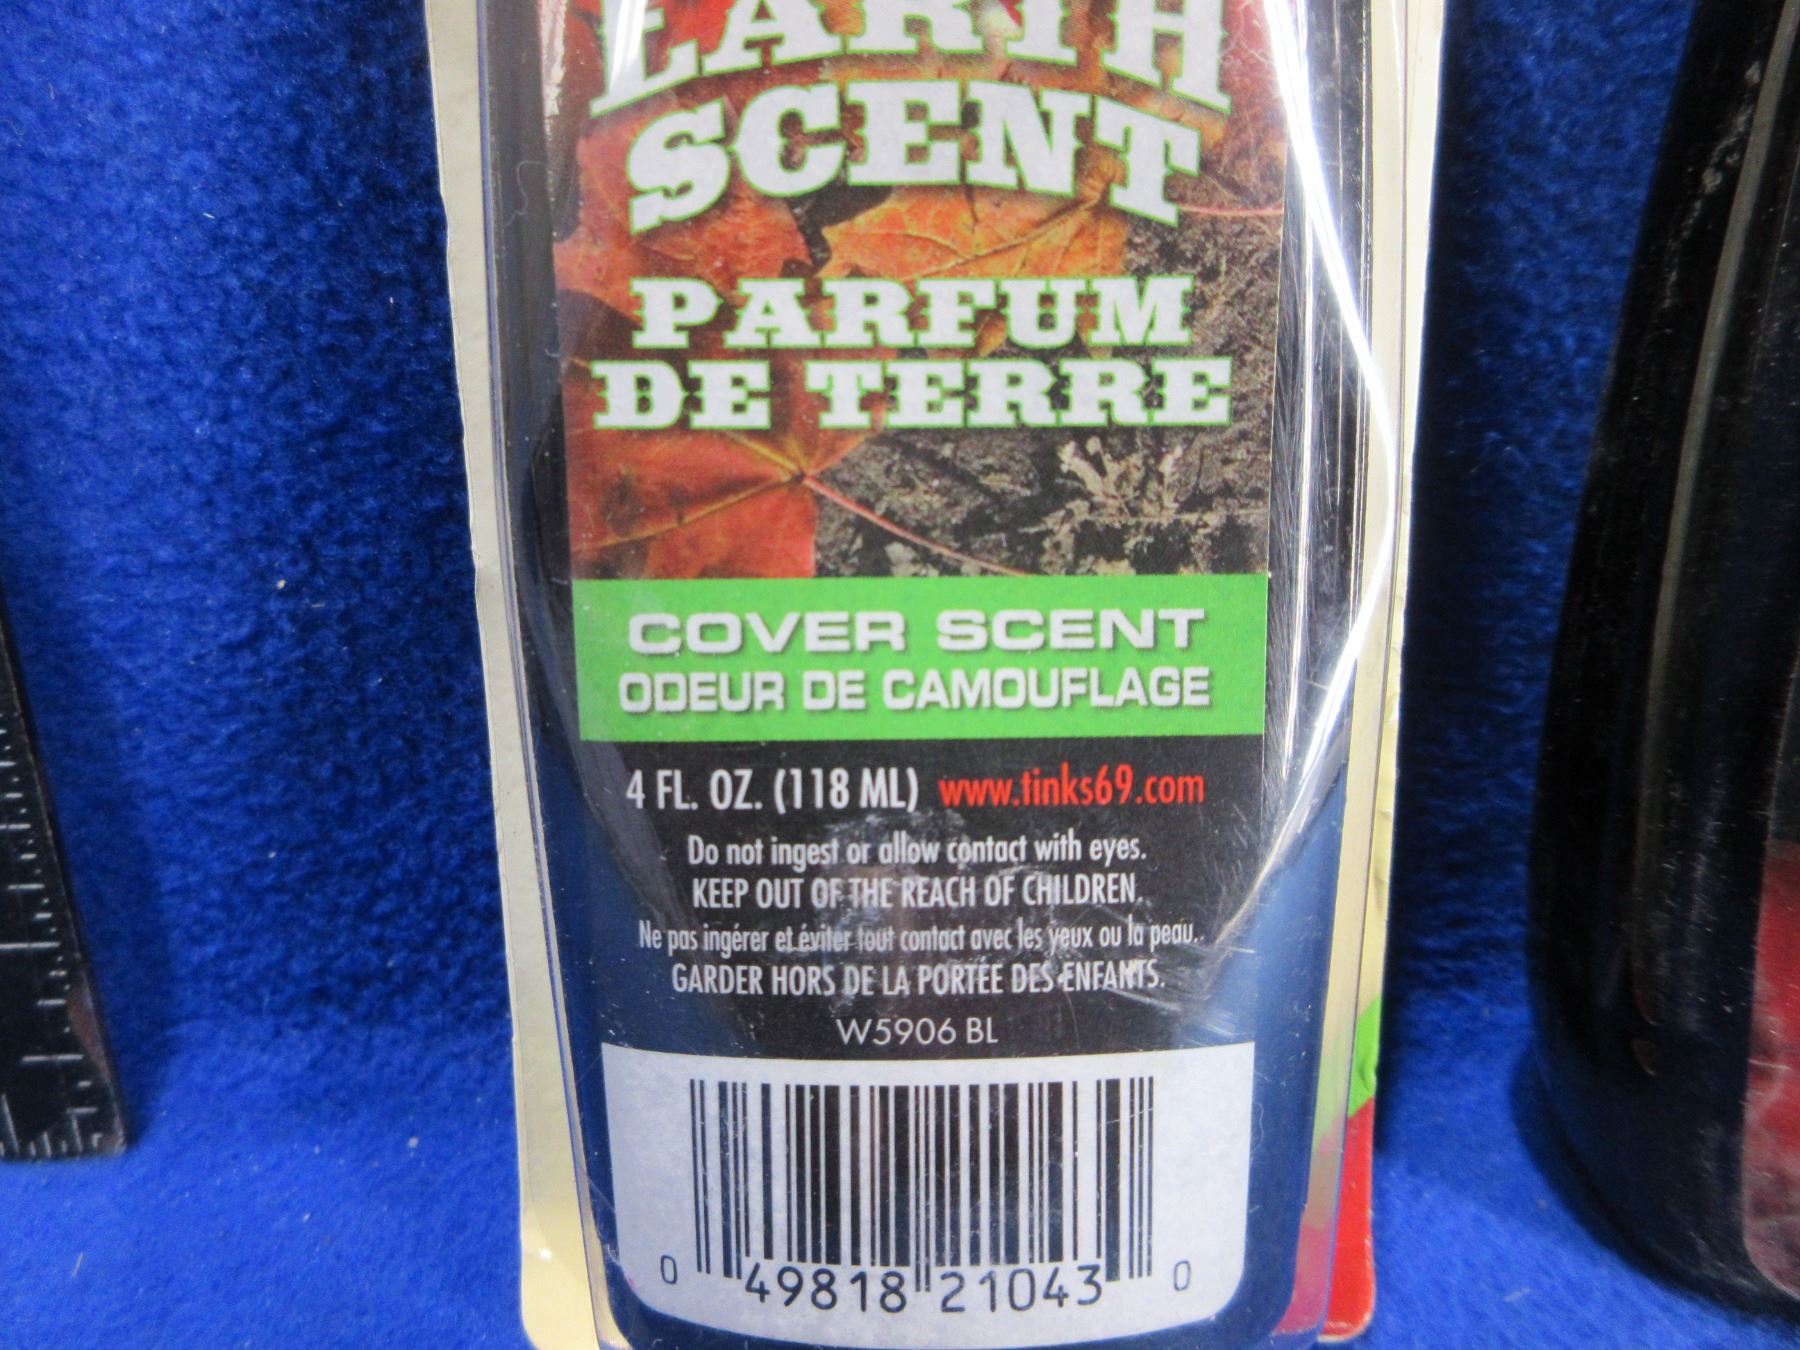 EARTH
SCENT
PARFUM
DE TERRE
COVER SCENT
ODEUR DE CAMOUFLAGE
4 FL. OZ. (118 ML) www.tinks69.com
Do not ingest or allow contact with eyes.
KEEP OUT OF THE REACH OF CHILDREN.
Ne pas ingérer et éviter tout contact avec les yeux ou la peau.
GARDER HORS DE LA PORTÉE DES ENFANTS.
W5906 BL
0 49818 21043 0